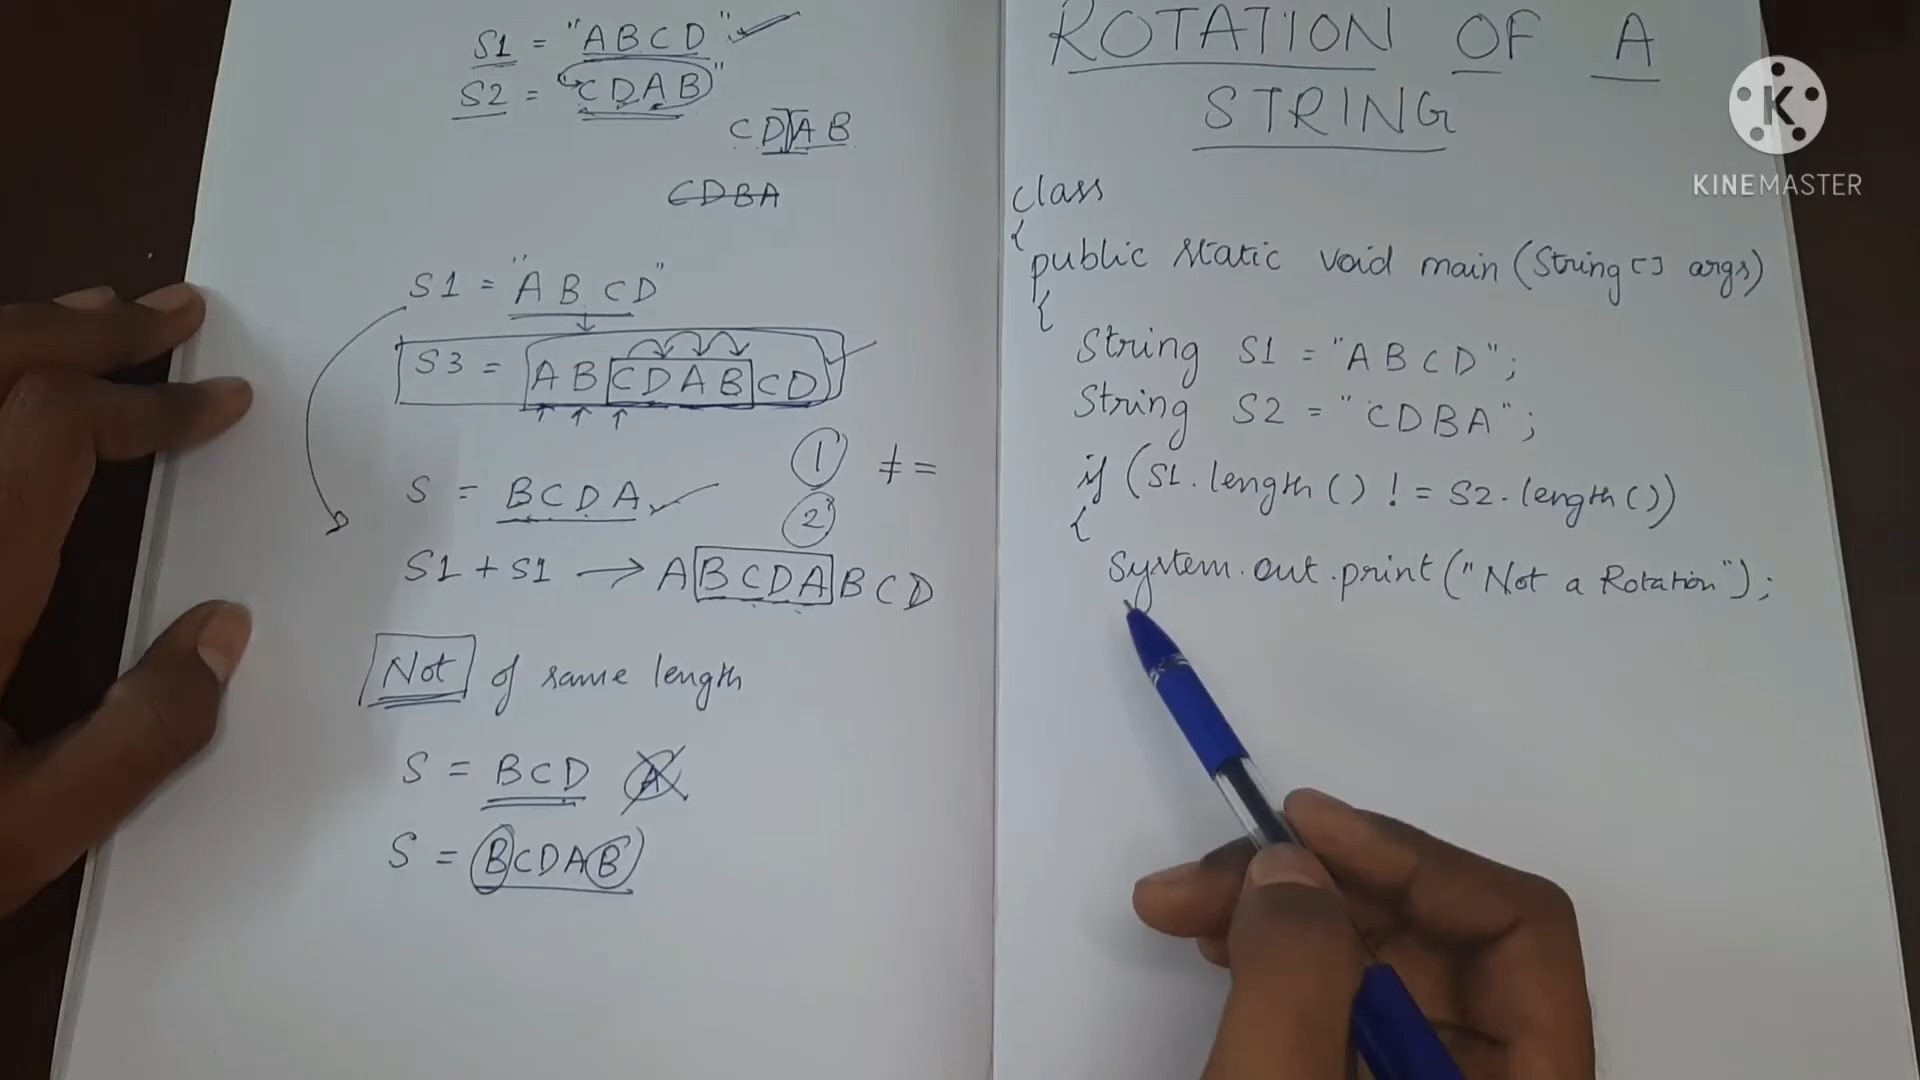 S1 = "ABCD"
S2 = "CDAB"
CDAB
CDBA
S1 = "ABCD"
S3 = ABCDABCD
1 ≠ =
S = BCDA
2
S1 + S1 → ABCDABCD
Not of same length
S = BCD A
S = BCDAB
ROTATION OF A
STRING
K
KINEMASTER
class
{
public static void main (String [] args)
{
String S1 = "ABCD";
String S2 = "CDBA";
if (S1.length() != S2.length())
{
System.out.print("Not a Rotation");